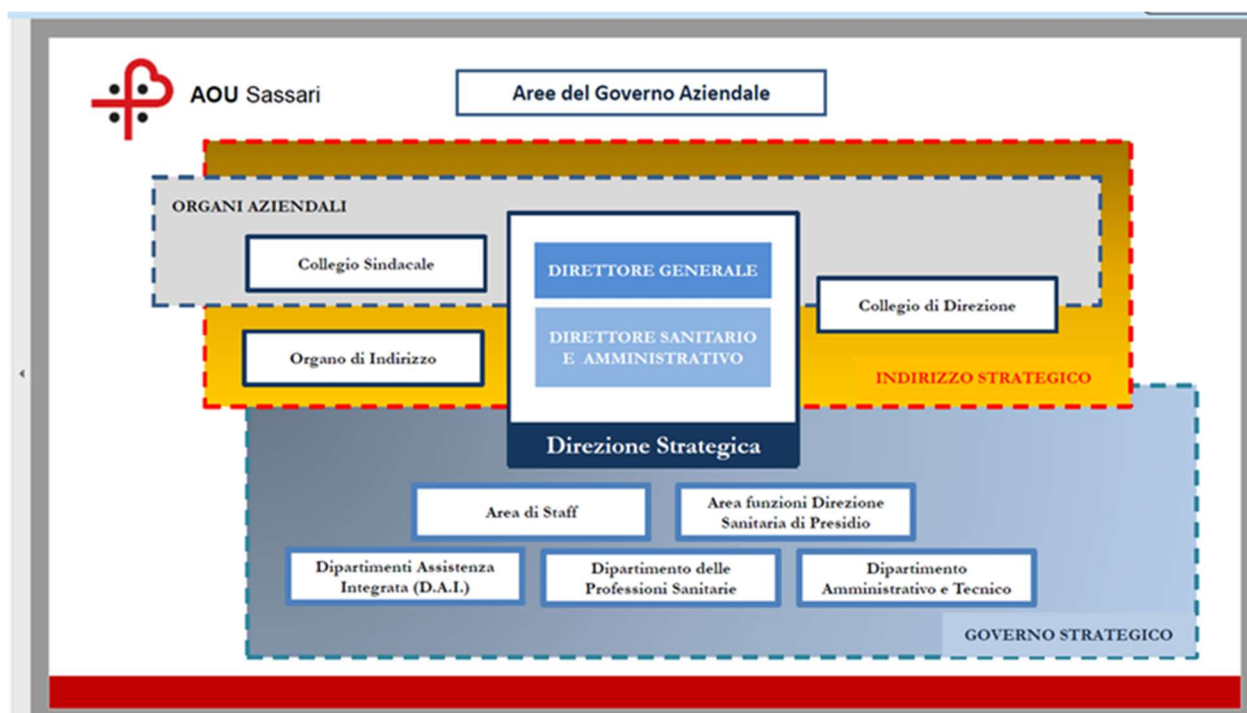 AOU Sassari
Aree del Governo Aziendale
ORGANI AZIENDALI
Collegio Sindacale
DIRETTORE GENERALE
Collegio di Direzione
DIRETTORE SANITARIO
E AMMINISTRATIVO
Organo di Indirizzo
INDIRIZZO STRATEGICO
Direzione Strategica
Area di Staff
Area funzioni Direzione
Sanitaria di Presidio
Dipartimenti Assistenza
Integrata (D.A.I.)
Dipartimento delle
Professioni Sanitarie
Dipartimento
Amministrativo e Tecnico
GOVERNO STRATEGICO